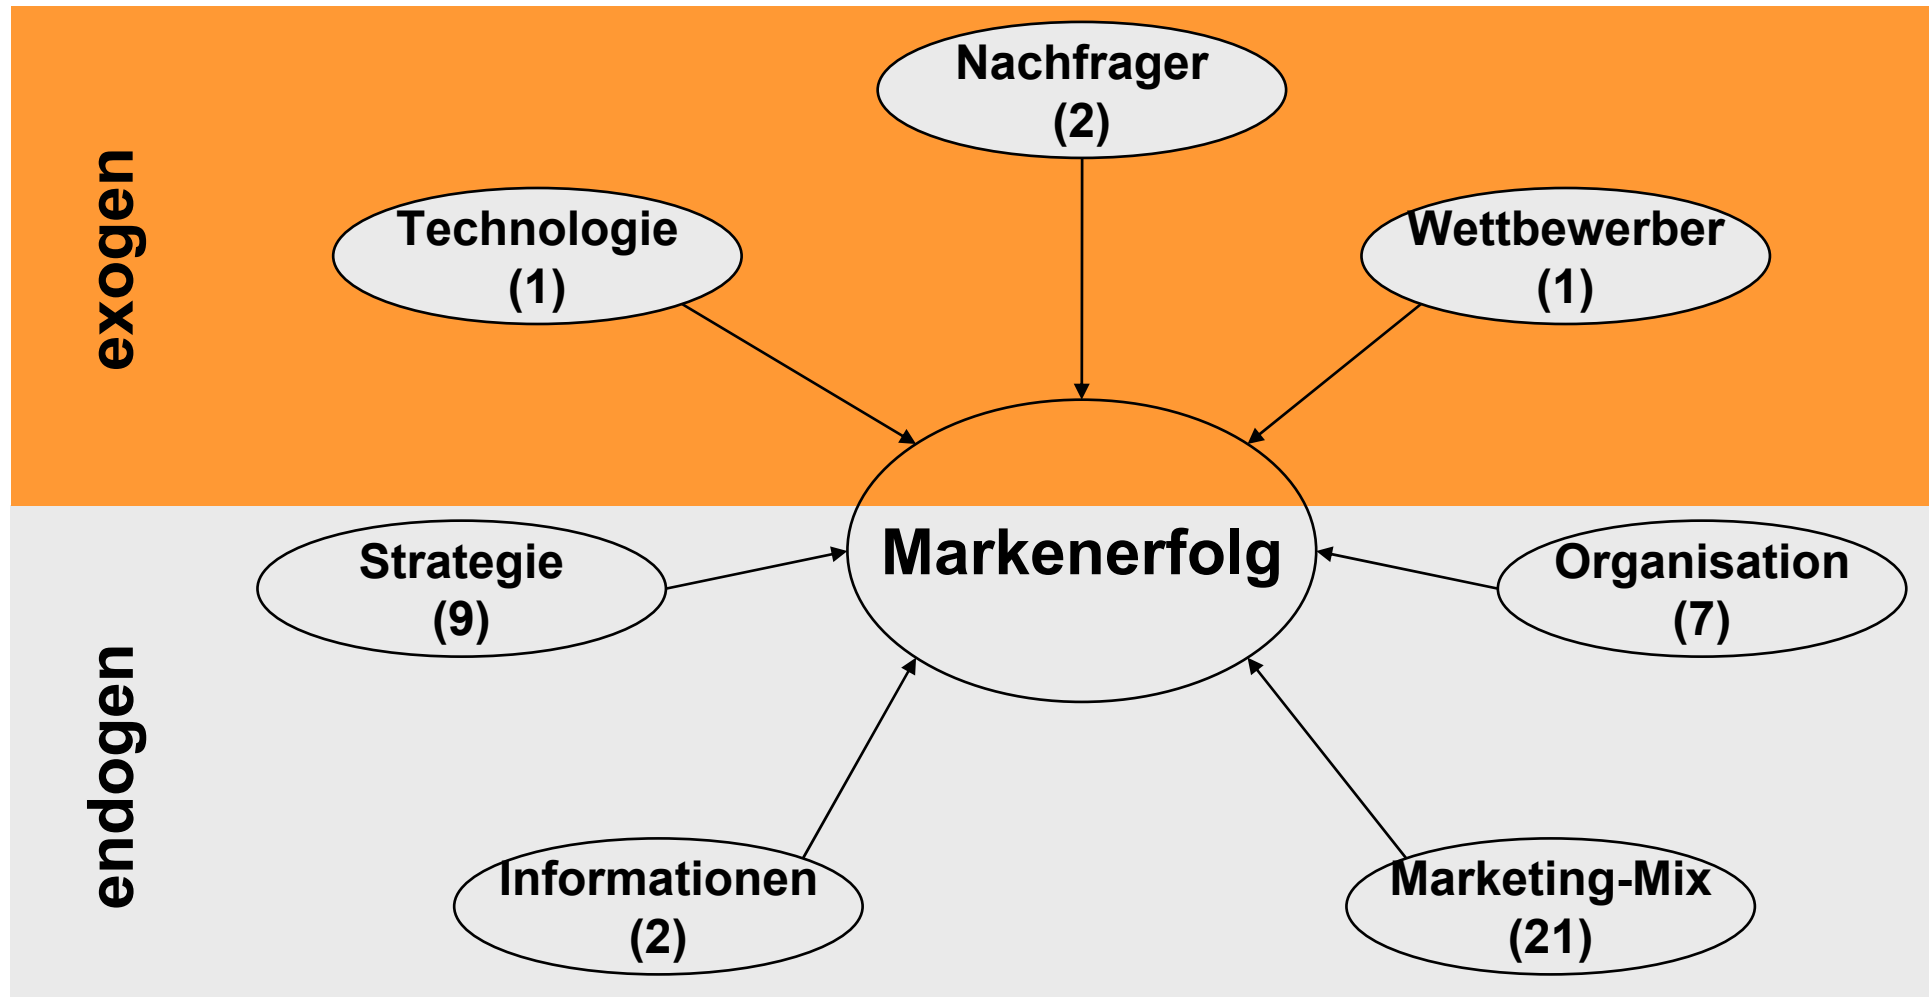 exogen
Nachfrager
(2)
Technologie
(1)
Wettbewerber
(1)
Markenerfolg
endogen
Strategie
(9)
Organisation
(7)
Informationen
(2)
Marketing-Mix
(21)